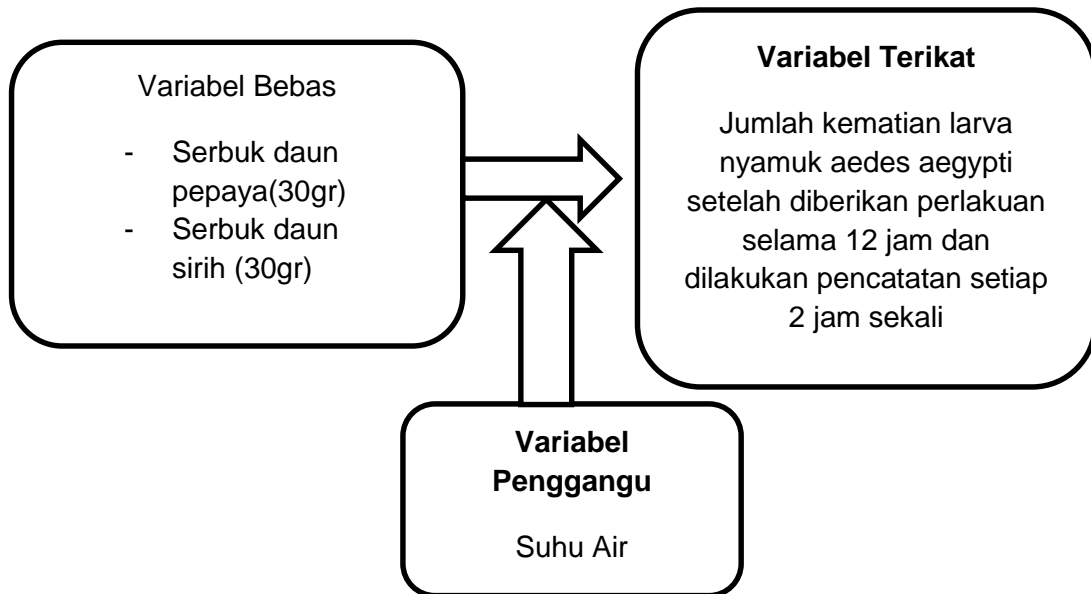 Variabel Bebas
- Serbuk daun
pepaya(30gr)
- Serbuk daun
sirih (30gr)
Variabel Terikat
Jumlah kematian larva
nyamuk aedes aegypti
setelah diberikan perlakuan
selama 12 jam dan
dilakukan pencatatan setiap
2 jam sekali
Variabel
Penggangu
Suhu Air